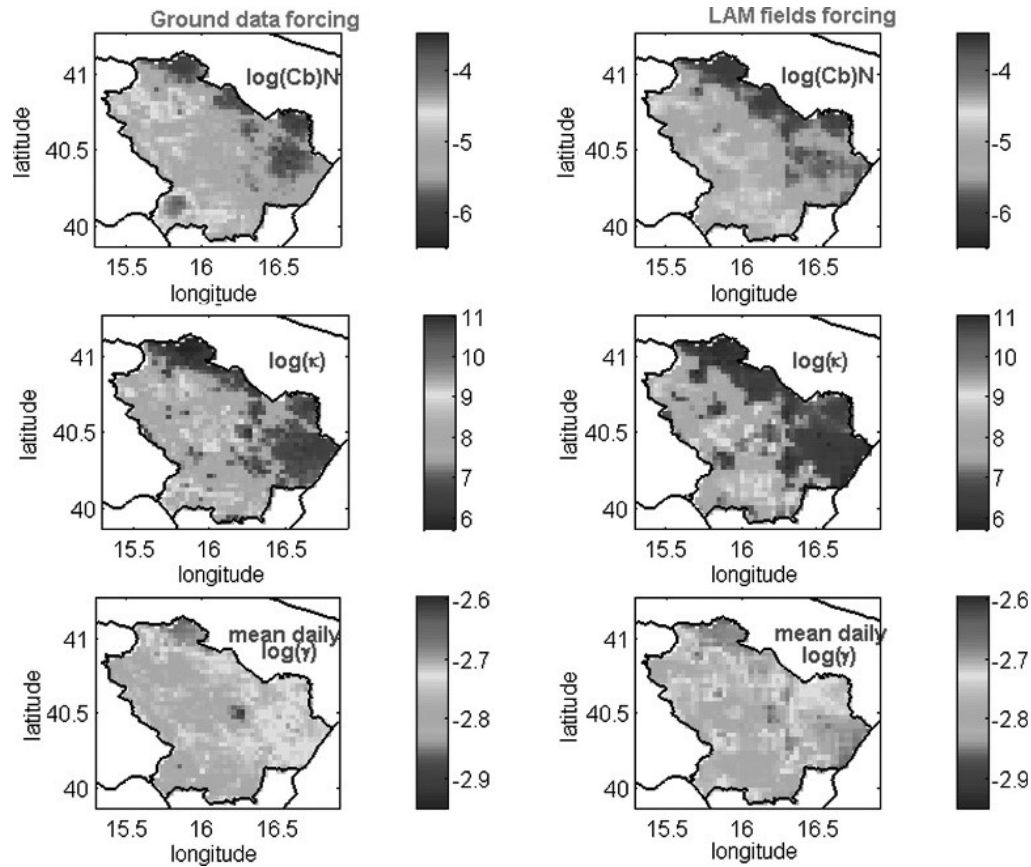 Ground data forcing
LAM fields forcing
log(Cb)N
41
40.5
40
latitude
15.5 16 16.5
longitude
-4
-5
-6
log(Cb)N
41
40.5
40
latitude
15.5 16 16.5
longitude
-4
-5
-6
log(κ)
41
40.5
40
latitude
15.5 16 16.5
longitude
11
10
9
8
7
6
log(κ)
41
40.5
40
latitude
15.5 16 16.5
longitude
11
10
9
8
7
6
mean daily
log(γ)
41
40.5
40
latitude
15.5 16 16.5
longitude
-2.6
-2.7
-2.8
-2.9
mean daily
log(γ)
41
40.5
40
latitude
15.5 16 16.5
longitude
-2.6
-2.7
-2.8
-2.9